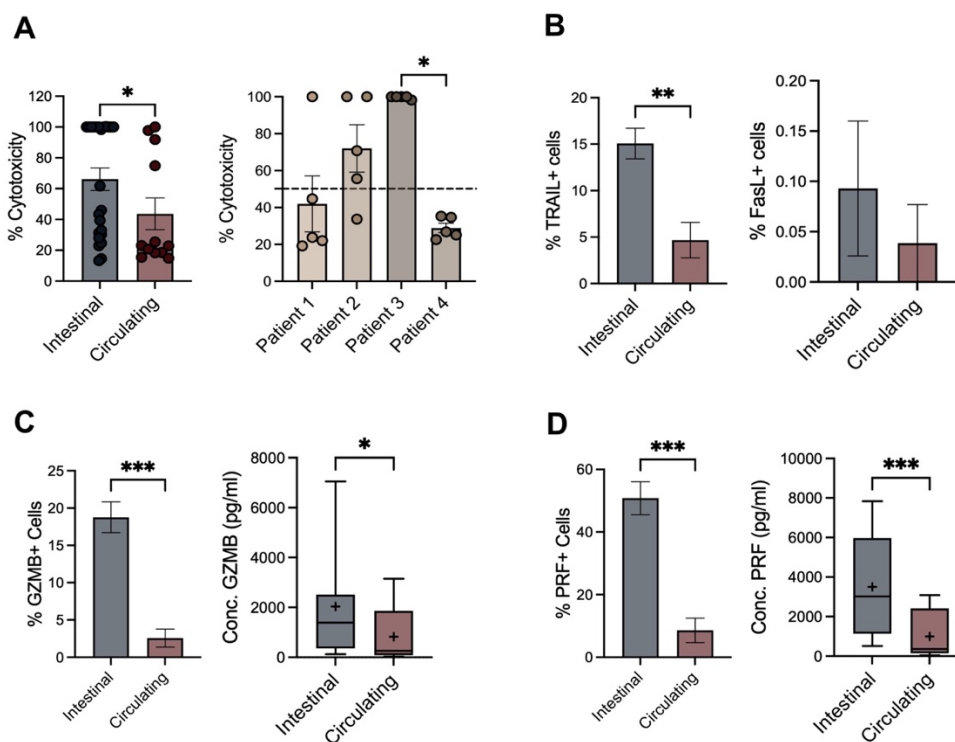 A
% Cytotoxicity
120
100
80
60
40
20
0
*
Intestinal
Circulating
% Cytotoxicity
100
80
60
40
20
0
*
Patient 1
Patient 2
Patient 3
Patient 4
B
% TRAIL+ cells
20
15
10
5
0
**
Intestinal
Circulating
% FasL+ cells
0.20
0.15
0.10
0.05
0.00
Intestinal
Circulating
C
% GZMB+ Cells
25
20
15
10
5
0
***
Intestinal
Circulating
Conc. GZMB (pg/ml)
8000
6000
4000
2000
0
*
+
+
Intestinal
Circulating
D
% PRF+ Cells
60
40
20
0
***
Intestinal
Circulating
Conc. PRF (pg/ml)
10000
8000
6000
4000
2000
0
***
+
+
Intestinal
Circulating